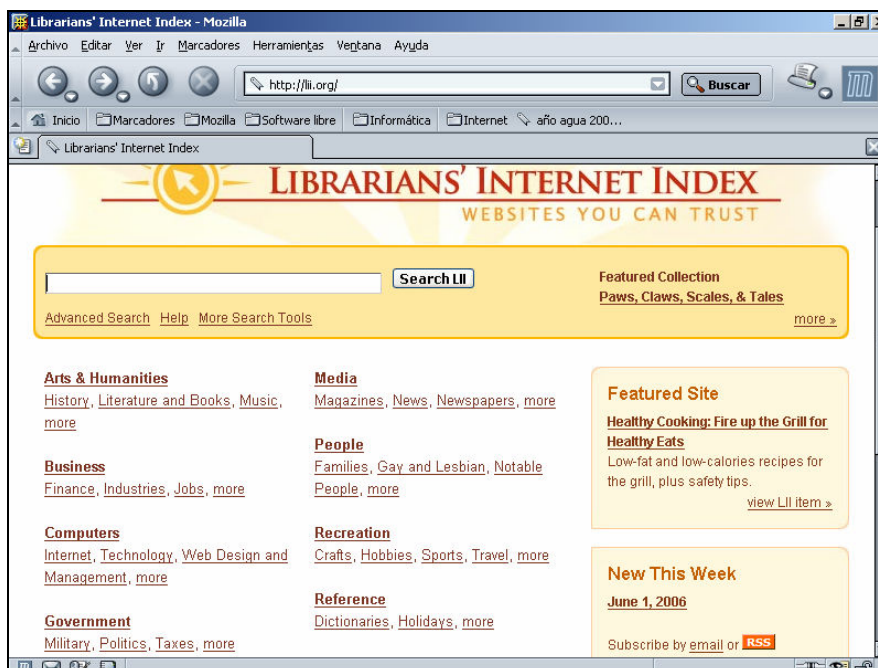 Librarians' Internet Index - Mozilla
Archivo Editar Ver Ir Marcadores Herramientas Ventana Ayuda
http://lii.org/ Buscar
Inicio Marcadores Mozilla Software libre Informática Internet año agua 200...
Librarians' Internet Index
LIBRARIANS' INTERNET INDEX
WEBSITES YOU CAN TRUST
Search LII
Advanced Search Help More Search Tools
Featured Collection
Paws, Claws, Scales, & Tales
more »
Arts & Humanities
History, Literature and Books, Music,
more
Business
Finance, Industries, Jobs, more
Computers
Internet, Technology, Web Design and
Management, more
Government
Military, Politics, Taxes, more
Media
Magazines, News, Newspapers, more
People
Families, Gay and Lesbian, Notable
People, more
Recreation
Crafts, Hobbies, Sports, Travel, more
Reference
Dictionaries, Holidays, more
Featured Site
Healthy Cooking: Fire up the Grill for
Healthy Eats
Low-fat and low-calories recipes for
the grill, plus safety tips.
view LII item »
New This Week
June 1, 2006
Subscribe by email or RSS